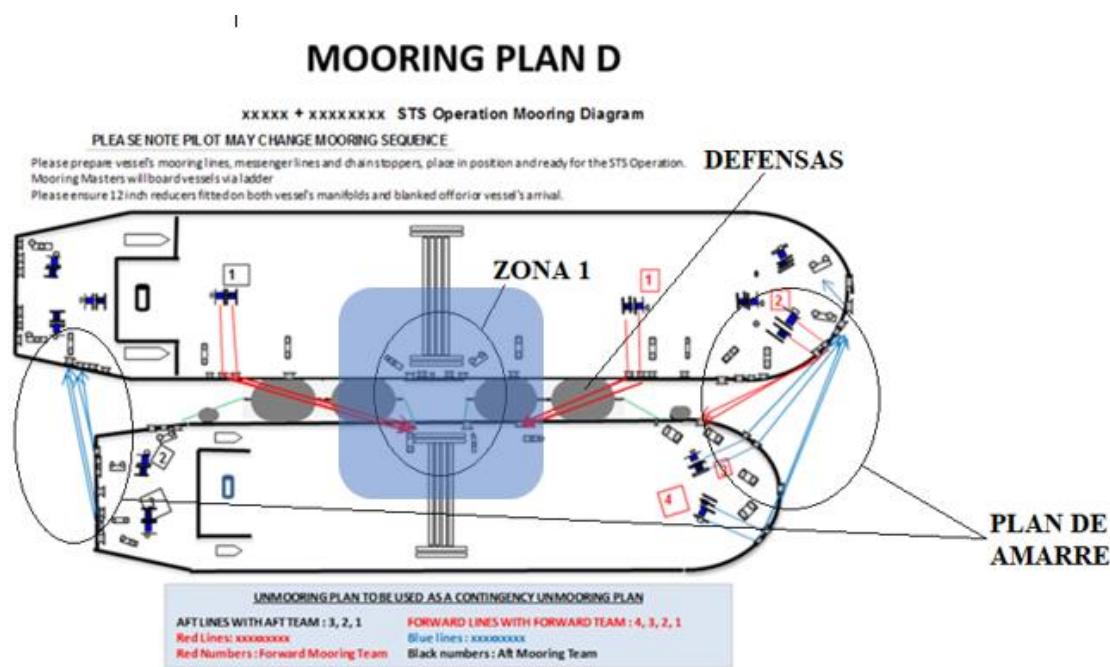 MOORING PLAN D
xxxxx + xxxxxxxx STS Operation Mooring Diagram
PLEASE NOTE PILOT MAY CHANGE MOORING SEQUENCE
Please prepare vessel's mooring lines, messenger lines and chain stoppers, place in position and ready for the STS Operation.
Mooring Masters will board vessels via ladder
Please ensure 12 inch reducers fitted on both vessel's manifolds and blanked off prior vessel's arrival.
DEFENSAS
ZONA 1
1
1
2
2
4
PLAN DE
AMARRE
UNMOORING PLAN TO BE USED AS A CONTINGENCY UNMOORING PLAN
AFT LINES WITH AFT TEAM : 3, 2, 1
FORWARD LINES WITH FORWARD TEAM : 4, 3, 2, 1
Red Lines: xxxxxxxxx
Blue lines : xxxxxxxxx
Red Numbers : Forward Mooring Team
Black numbers : Aft Mooring Team